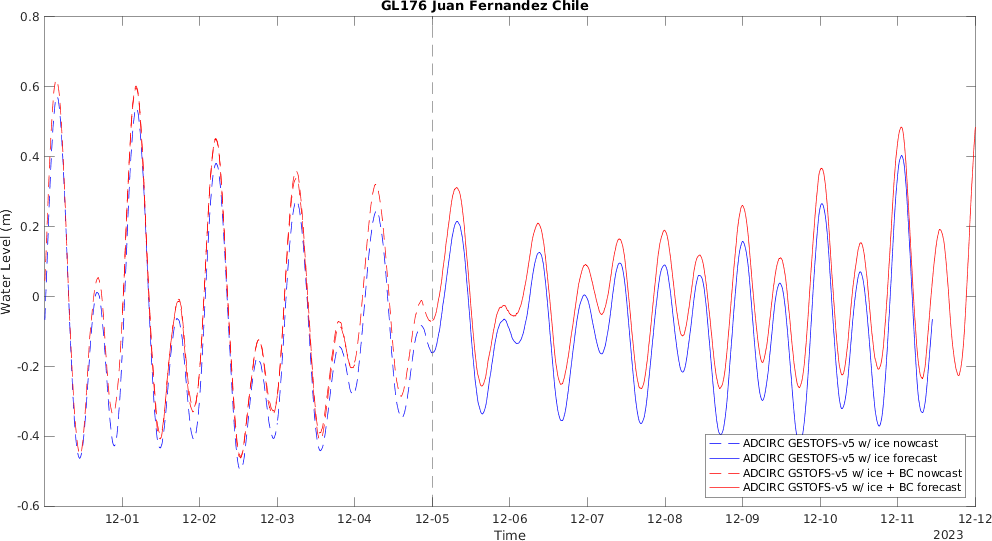 GL176 Juan Fernandez Chile
0.8
0.6
0.4
0.2
0
-0.2
-0.4
-0.6
Water Level (m)
ADCIRC GESTOFS-v5 w/ ice nowcast
ADCIRC GESTOFS-v5 w/ ice forecast
ADCIRC GSTOFS-v5 w/ ice + BC nowcast
ADCIRC GSTOFS-v5 w/ ice + BC forecast
12-01 12-02 12-03 12-04 12-05 12-06 12-07 12-08 12-09 12-10 12-11 12-12
Time
2023